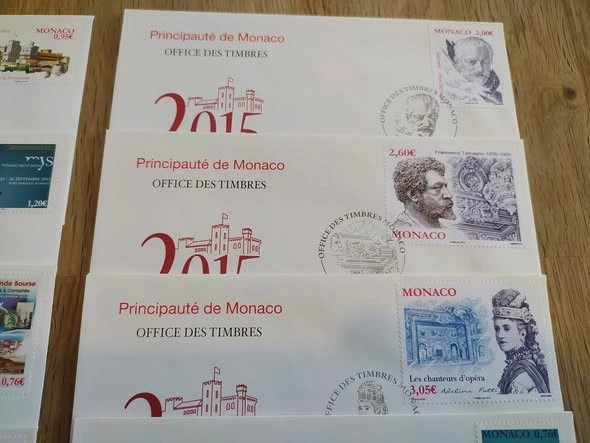 MONACO
0,95€
1,20€
Bourse
0,76€
Principauté de Monaco
OFFICE DES TIMBRES
2015
MONACO 2,00€
OFFICE DES TIMBRES MONACO
Principauté de Monaco
OFFICE DES TIMBRES
2015
2,60€
Francesco Tamagno 1850-1905
MONACO
OFFICE DES TIMBRES MONACO
Principauté de Monaco
OFFICE DES TIMBRES
MONACO
Les chanteurs d'opéra
3,05€
Adelina Patti
OFFICE DES TIMBRES
MONACO 0,76€